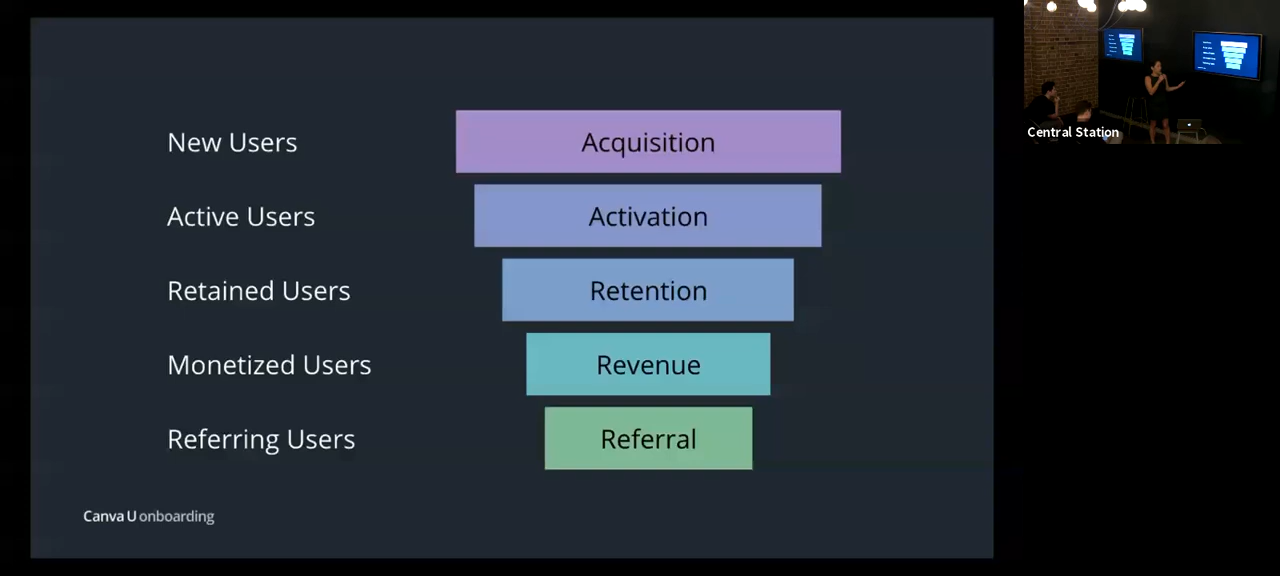 New Users Acquisition
Active Users Activation
Retained Users Retention
Monetized Users Revenue
Referring Users Referral
Canva U onboarding
Central Station